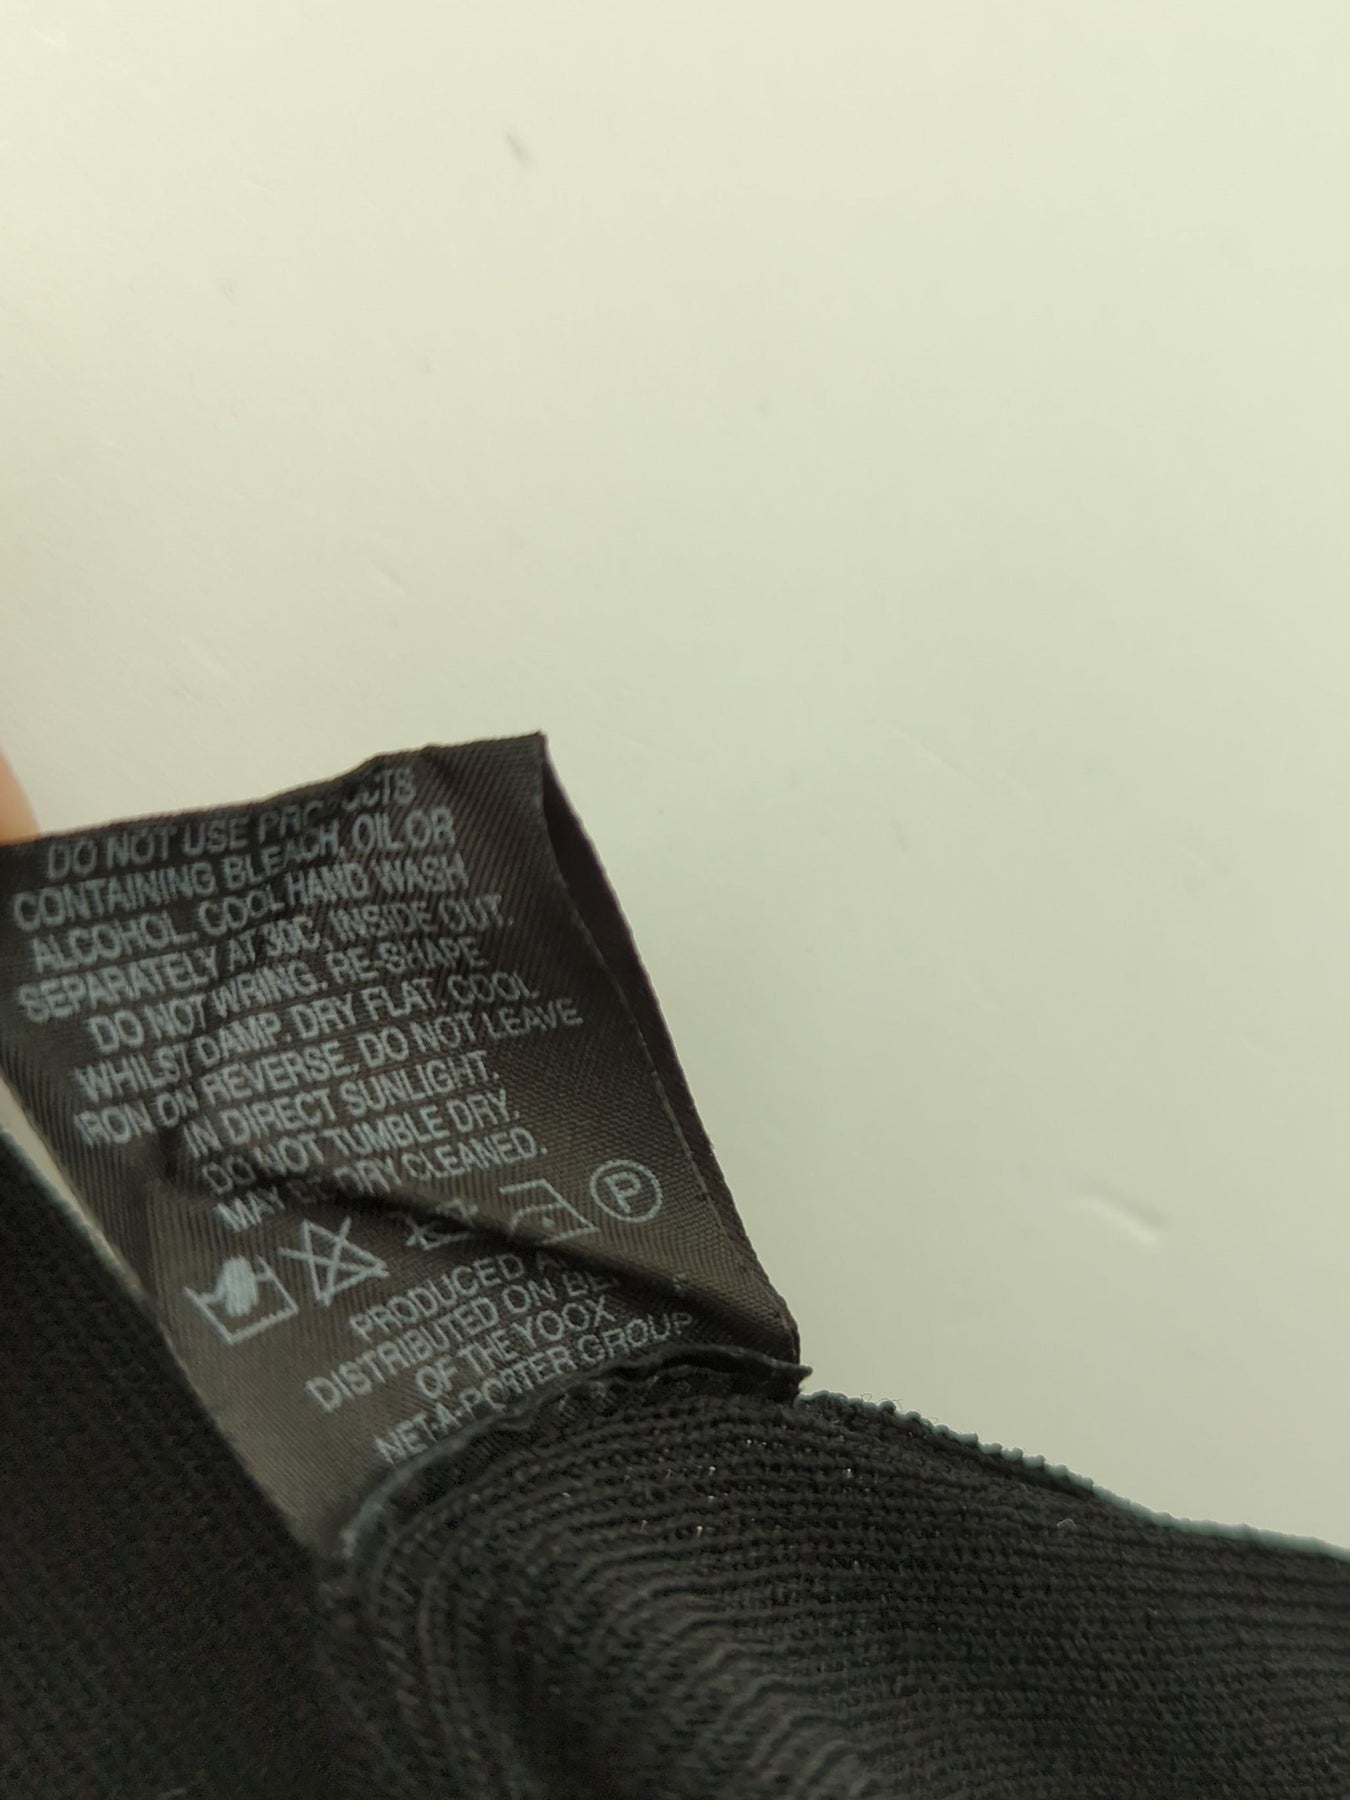 DO NOT USE PRODUCTS
CONTAINING BLEACH, OIL OR
ALCOHOL. COOL HAND WASH
SEPARATELY AT 30C, INSIDE OUT.
DO NOT WRING. RE-SHAPE
WHILST DAMP. DRY FLAT. COOL
IRON ON REVERSE. DO NOT LEAVE
IN DIRECT SUNLIGHT.
DO NOT TUMBLE DRY.
MAY BE DRY CLEANED.
P
PRODUCED
DISTRIBUTED ON
OF THE YOOX
NET-A-PORTER GROUP